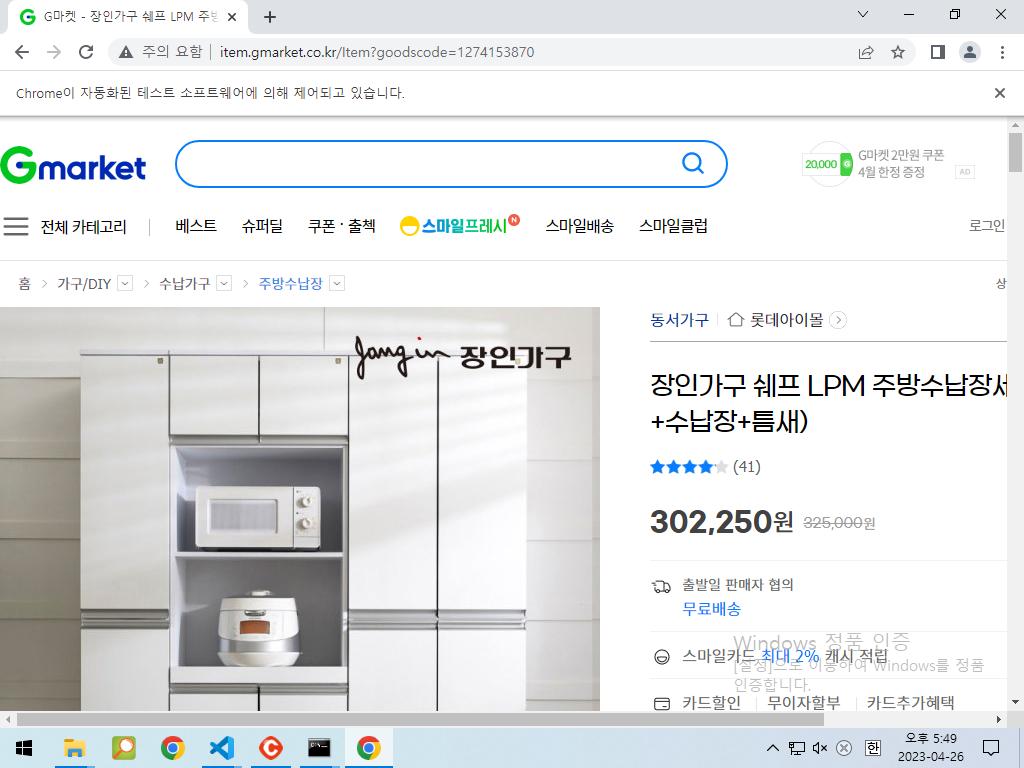 G마켓 - 장인가구 쉐프 LPM 주방
주의 요함
item.gmarket.co.kr/Item?goodscode=1274153870
Chrome이 자동화된 테스트 소프트웨어에 의해 제어되고 있습니다.
Gmarket
20,000
G마켓 2만원 쿠폰
4월 한정 증정
AD
전체 카테고리
베스트
슈퍼딜
쿠폰·출첵
스마일프레시
N
스마일배송
스마일클럽
로그인
홈 > 가구/DIY > 수납가구 > 주방수납장
상
Jang in 장인가구
동서가구
롯데아이몰
장인가구 쉐프 LPM 주방수납장세
+수납장+틈새)
(41)
302,250원 325,000원
출발일 판매자 협의
무료배송
스마일카드 최대 2% 캐시 적립
Windows 정품 인증
[설정]으로 이동하여 Windows를 정품
인증합니다.
카드할인
무이자할부
카드추가혜택
한
오후 5:49
2023-04-26